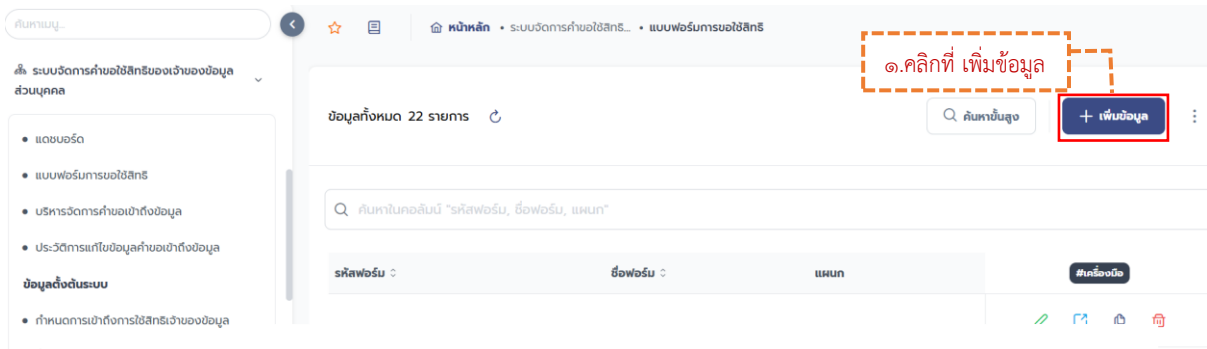 ค้นหาเมนู...
หน้าหลัก • ระบบจัดการคำขอใช้สิทธิ... • แบบฟอร์มการขอใช้สิทธิ
๑.คลิกที่ เพิ่มข้อมูล
ระบบจัดการคำขอใช้สิทธิของเจ้าของข้อมูล
ส่วนบุคคล
ข้อมูลทั้งหมด 22 รายการ
ค้นหาขั้นสูง
+ เพิ่มข้อมูล
• แดชบอร์ด
• แบบฟอร์มการขอใช้สิทธิ
• บริหารจัดการคำขอเข้าถึงข้อมูล
• ประวัติการแก้ไขข้อมูลคำขอเข้าถึงข้อมูล
ข้อมูลตั้งต้นระบบ
• กำหนดการเข้าถึงการใช้สิทธิเจ้าของข้อมูล
ค้นหาในคอลัมน์ "รหัสฟอร์ม, ชื่อฟอร์ม, แผนก"
รหัสฟอร์ม ชื่อฟอร์ม แผนก #เครื่องมือ